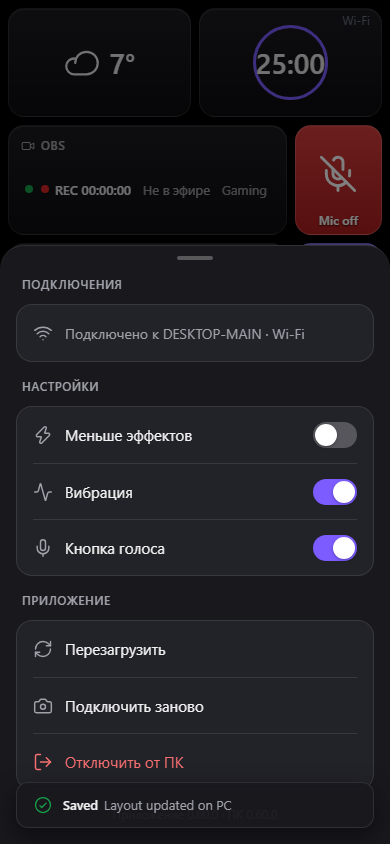 Wi-Fi
7°
25:00
OBS
REC 00:00:00 Не в эфире Gaming
Mic off
ПОДКЛЮЧЕНИЯ
Подключено к DESKTOP-MAIN · Wi-Fi
НАСТРОЙКИ
Меньше эффектов
Вибрация
Кнопка голоса
ПРИЛОЖЕНИЕ
Перезагрузить
Подключить заново
Отключить от ПК
Saved Layout updated on PC